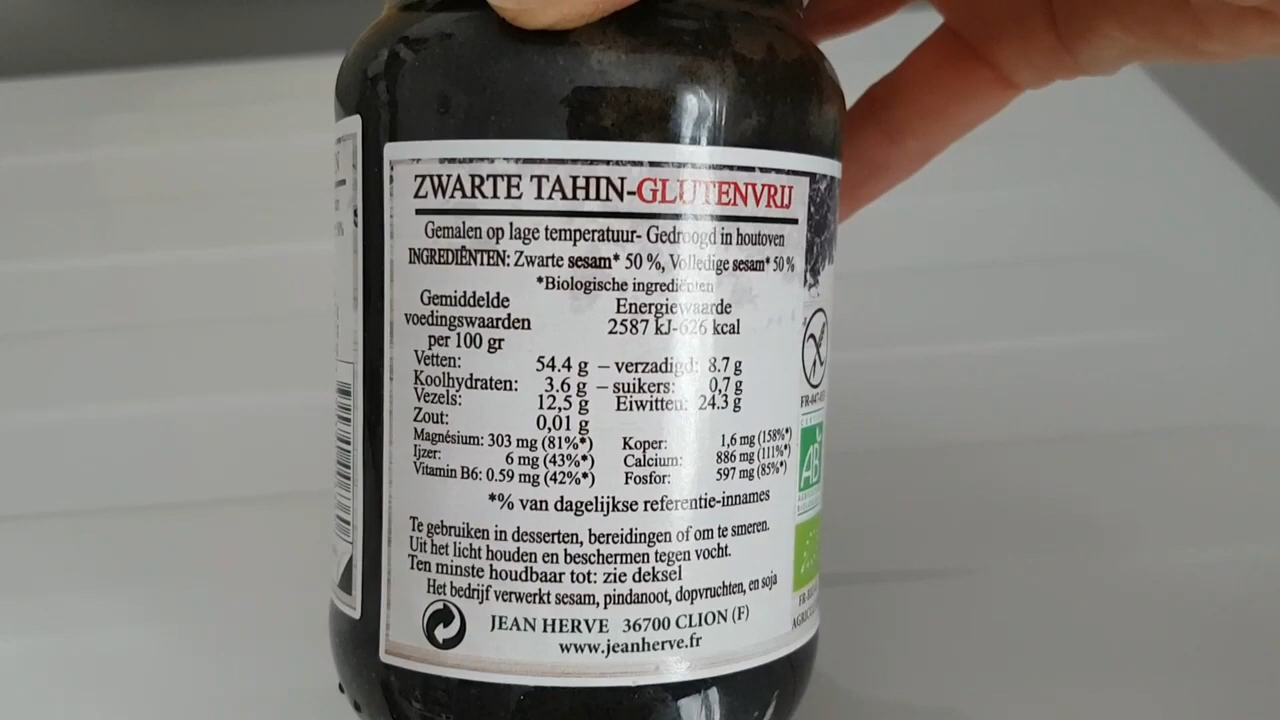 ZWARTE TAHIN-GLUTENVRIJ
Gemalen op lage temperatuur- Gedroogd in houtoven
INGREDIËNTEN: Zwarte sesam* 50 %, Volledige sesam* 50 %
*Biologische ingrediënten
Gemiddelde voedingswaarden per 100 gr
Energiewaarde
2587 kJ-626 kcal
Vetten: 54.4 g – verzadigd: 8.7 g
Koolhydraten: 3.6 g – suikers: 0,7 g
Vezels: 12,5 g Eiwitten: 24.3 g
Zout: 0,01 g
Magnésium: 303 mg (81%*) Koper: 1,6 mg (158%*)
Ijzer: 6 mg (43%*) Calcium: 886 mg (111%*)
Vitamin B6: 0.59 mg (42%*) Fosfor: 597 mg (85%*)
*% van dagelijkse referentie-innames
Te gebruiken in desserten, bereidingen of om te smeren.
Uit het licht houden en beschermen tegen vocht.
Ten minste houdbaar tot: zie deksel
Het bedrijf verwerkt sesam, pindanoot, dopvruchten, en soja
JEAN HERVE 36700 CLION (F)
www.jeanherve.fr
AB